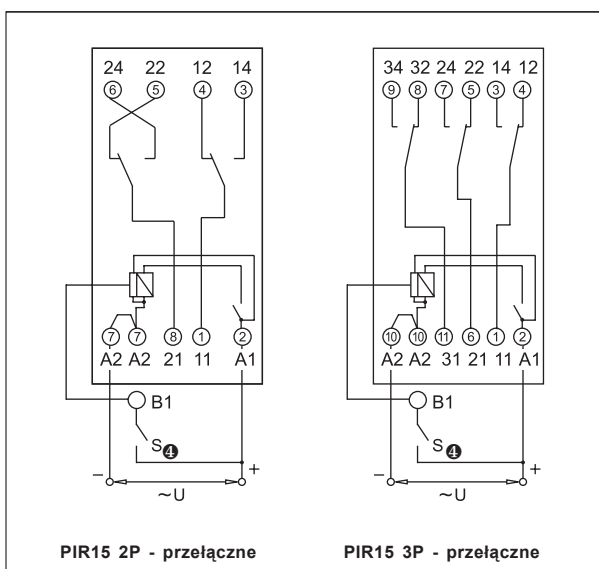 24 22 12 14
6 5 4 3
7 7 8 1 2
A2 A2 21 11 A1
B1
S 4
– +
~U
PIR15 2P - przełączne
34 32 24 22 14 12
9 8 7 5 3 4
10 10 11 6 1 2
A2 A2 31 21 11 A1
B1
S 4
– +
~U
PIR15 3P - przełączne